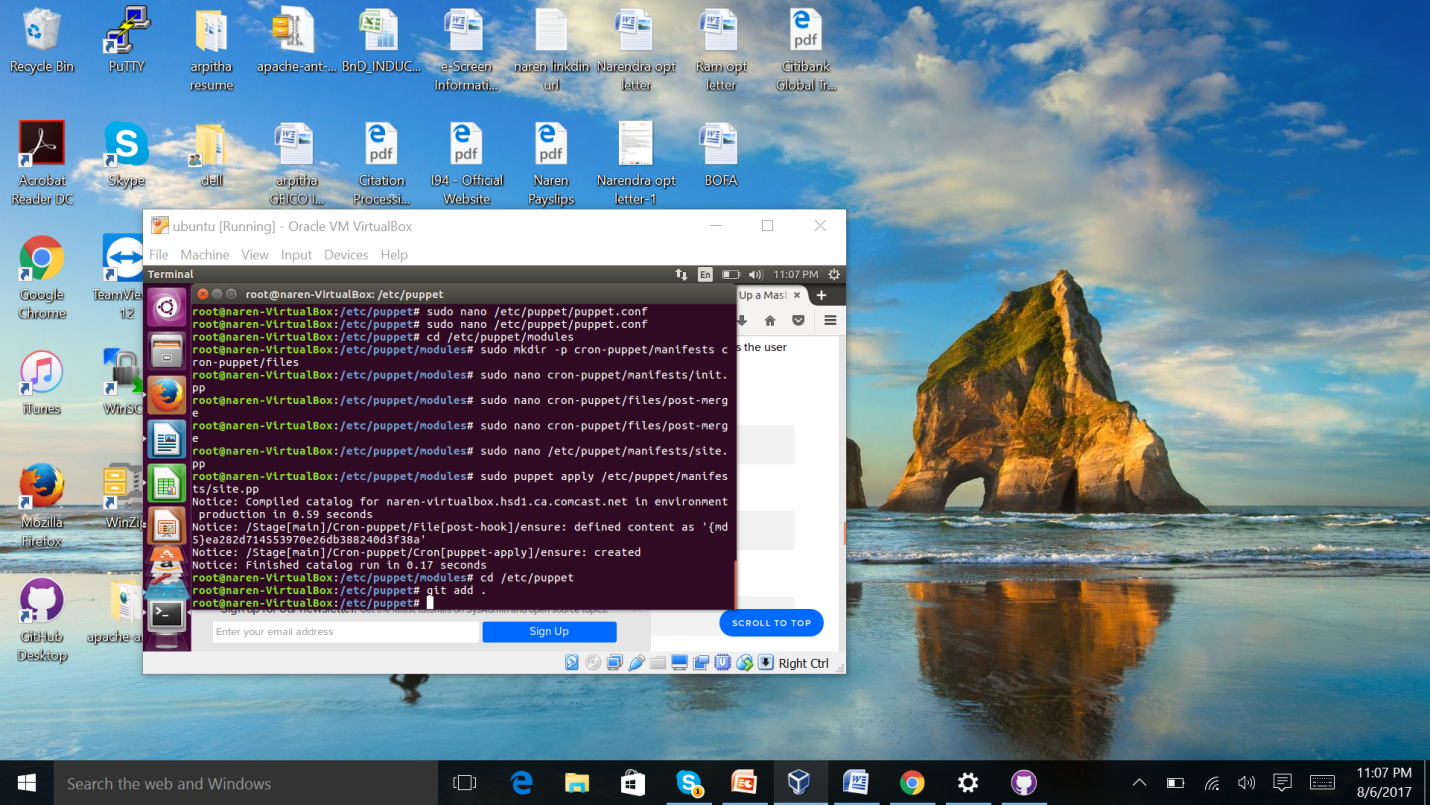 Recycle Bin
PuTTY
arpitha
resume
apache-ant-...
BnD_INDUC...
e-Screen
Informati...
naren linkdin
url
Narendra opt
letter
Ram opt
letter
Citibank
Global Tr...
Acrobat
Reader DC
Skype
dell
arpitha
GEICO I...
Citation
Processi...
I94 - Official
Website
Naren
Payslips
Narendra opt
letter-1
BOFA
Google
Chrome
TeamView
12
iTunes
WinSC
Mozilla
Firefox
WinZi
GitHub
Desktop
apache-a
ubuntu [Running] - Oracle VM VirtualBox
File Machine View Input Devices Help
Terminal
En
11:07 PM
root@naren-VirtualBox: /etc/puppet
Up a Mast
root@naren-VirtualBox:/etc/puppet# sudo nano /etc/puppet/puppet.conf
root@naren-VirtualBox:/etc/puppet# sudo nano /etc/puppet/puppet.conf
root@naren-VirtualBox:/etc/puppet# cd /etc/puppet/modules
root@naren-VirtualBox:/etc/puppet/modules# sudo mkdir -p cron-puppet/manifests c
ron-puppet/files
root@naren-VirtualBox:/etc/puppet/modules# sudo nano cron-puppet/manifests/init.
pp
root@naren-VirtualBox:/etc/puppet/modules# sudo nano cron-puppet/files/post-merg
e
root@naren-VirtualBox:/etc/puppet/modules# sudo nano cron-puppet/files/post-merg
e
root@naren-VirtualBox:/etc/puppet/modules# sudo nano /etc/puppet/manifests/site.
pp
root@naren-VirtualBox:/etc/puppet/modules# sudo puppet apply /etc/puppet/manifes
ts/site.pp
Notice: Compiled catalog for naren-virtualbox.hsd1.ca.comcast.net in environment
production in 0.59 seconds
Notice: /Stage[main]/Cron-puppet/File[post-hook]/ensure: defined content as '{md
5}ea282d714553970e26db388240d3f38a'
Notice: /Stage[main]/Cron-puppet/Cron[puppet-apply]/ensure: created
Notice: Finished catalog run in 0.17 seconds
root@naren-VirtualBox:/etc/puppet/modules# cd /etc/puppet
root@naren-VirtualBox:/etc/puppet# git add .
root@naren-VirtualBox:/etc/puppet#
s the user
Enter your email address
Sign Up
SCROLL TO TOP
Right Ctrl
Search the web and Windows
11:07 PM
8/6/2017